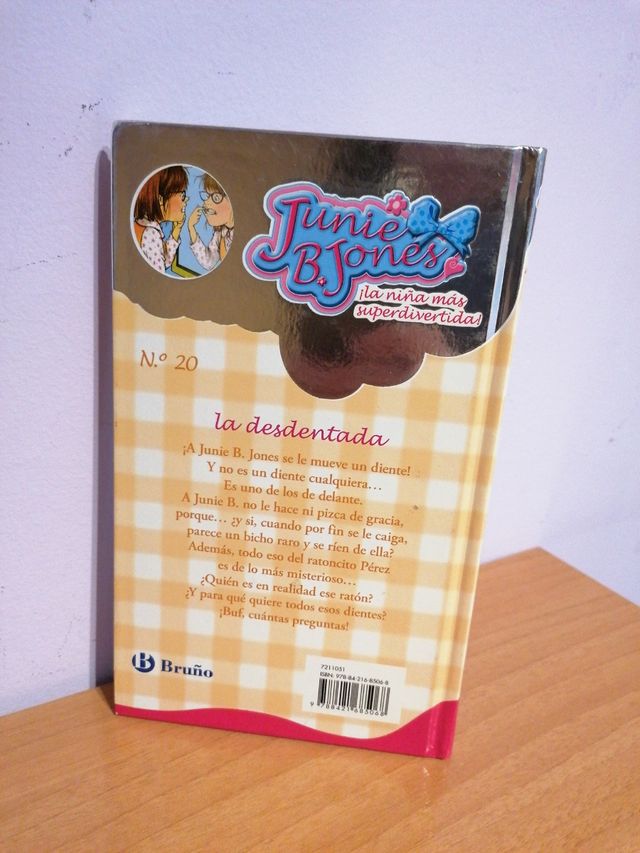 Junie
B. Jones
¡la niña más
superdivertida!
N.º 20
la desdentada
¡A Junie B. Jones se le mueve un diente!
Y no es un diente cualquiera...
Es uno de los de delante.
A Junie B. no le hace ni pizca de gracia,
porque... ¿y si, cuando por fin se le caiga,
parece un bicho raro y se ríen de ella?
Además, todo eso del ratoncito Pérez
es de lo más misterioso...
¿Quién es en realidad ese ratón?
¿Y para qué quiere todos esos dientes?
¡Buf, cuántas preguntas!
B Bruño
7211051
ISBN: 978-84-216-8506-8
9 788421 685068